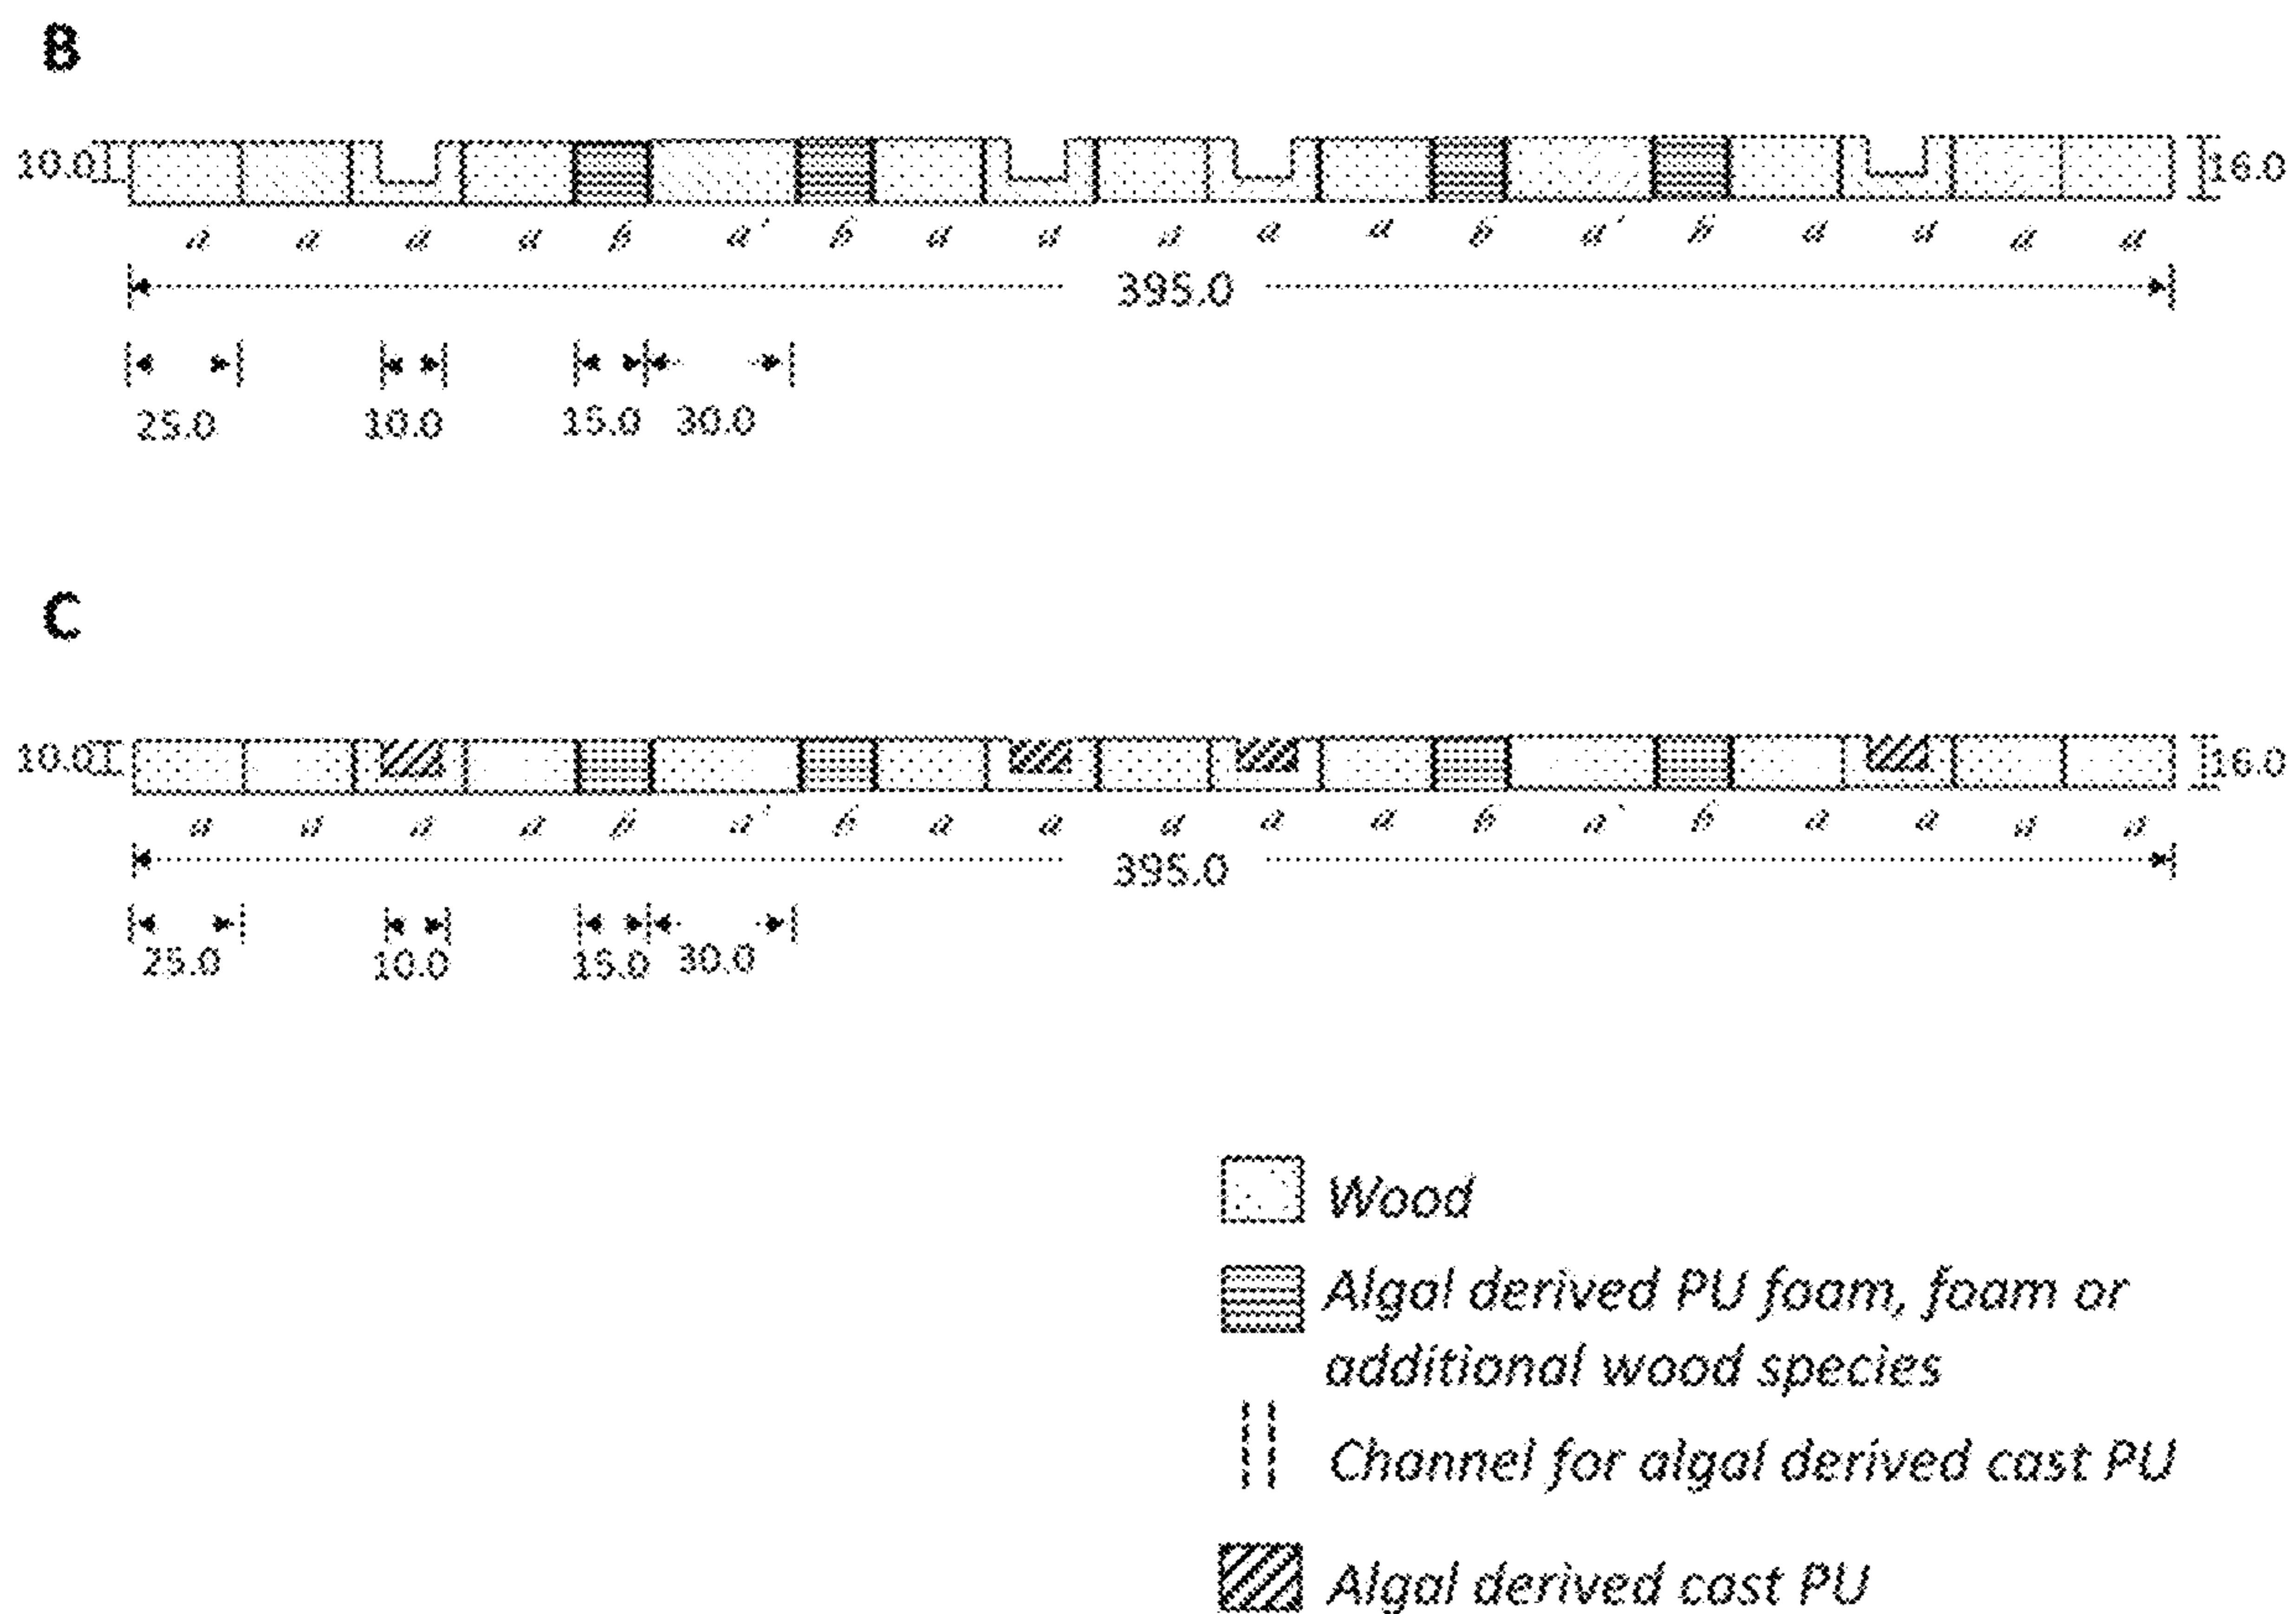 B
10.0 16.0
a a a a b a' b a a a a a b a' b a a a a
395.0
25.0 10.0 15.0 30.0
C
10.0 16.0
a a a a b a' b a a a a a b a' b a a a a
395.0
25.0 10.0 15.0 30.0
Wood
Algal derived PU foam, foam or
additional wood species
Channel for algal derived cast PU
Algal derived cast PU